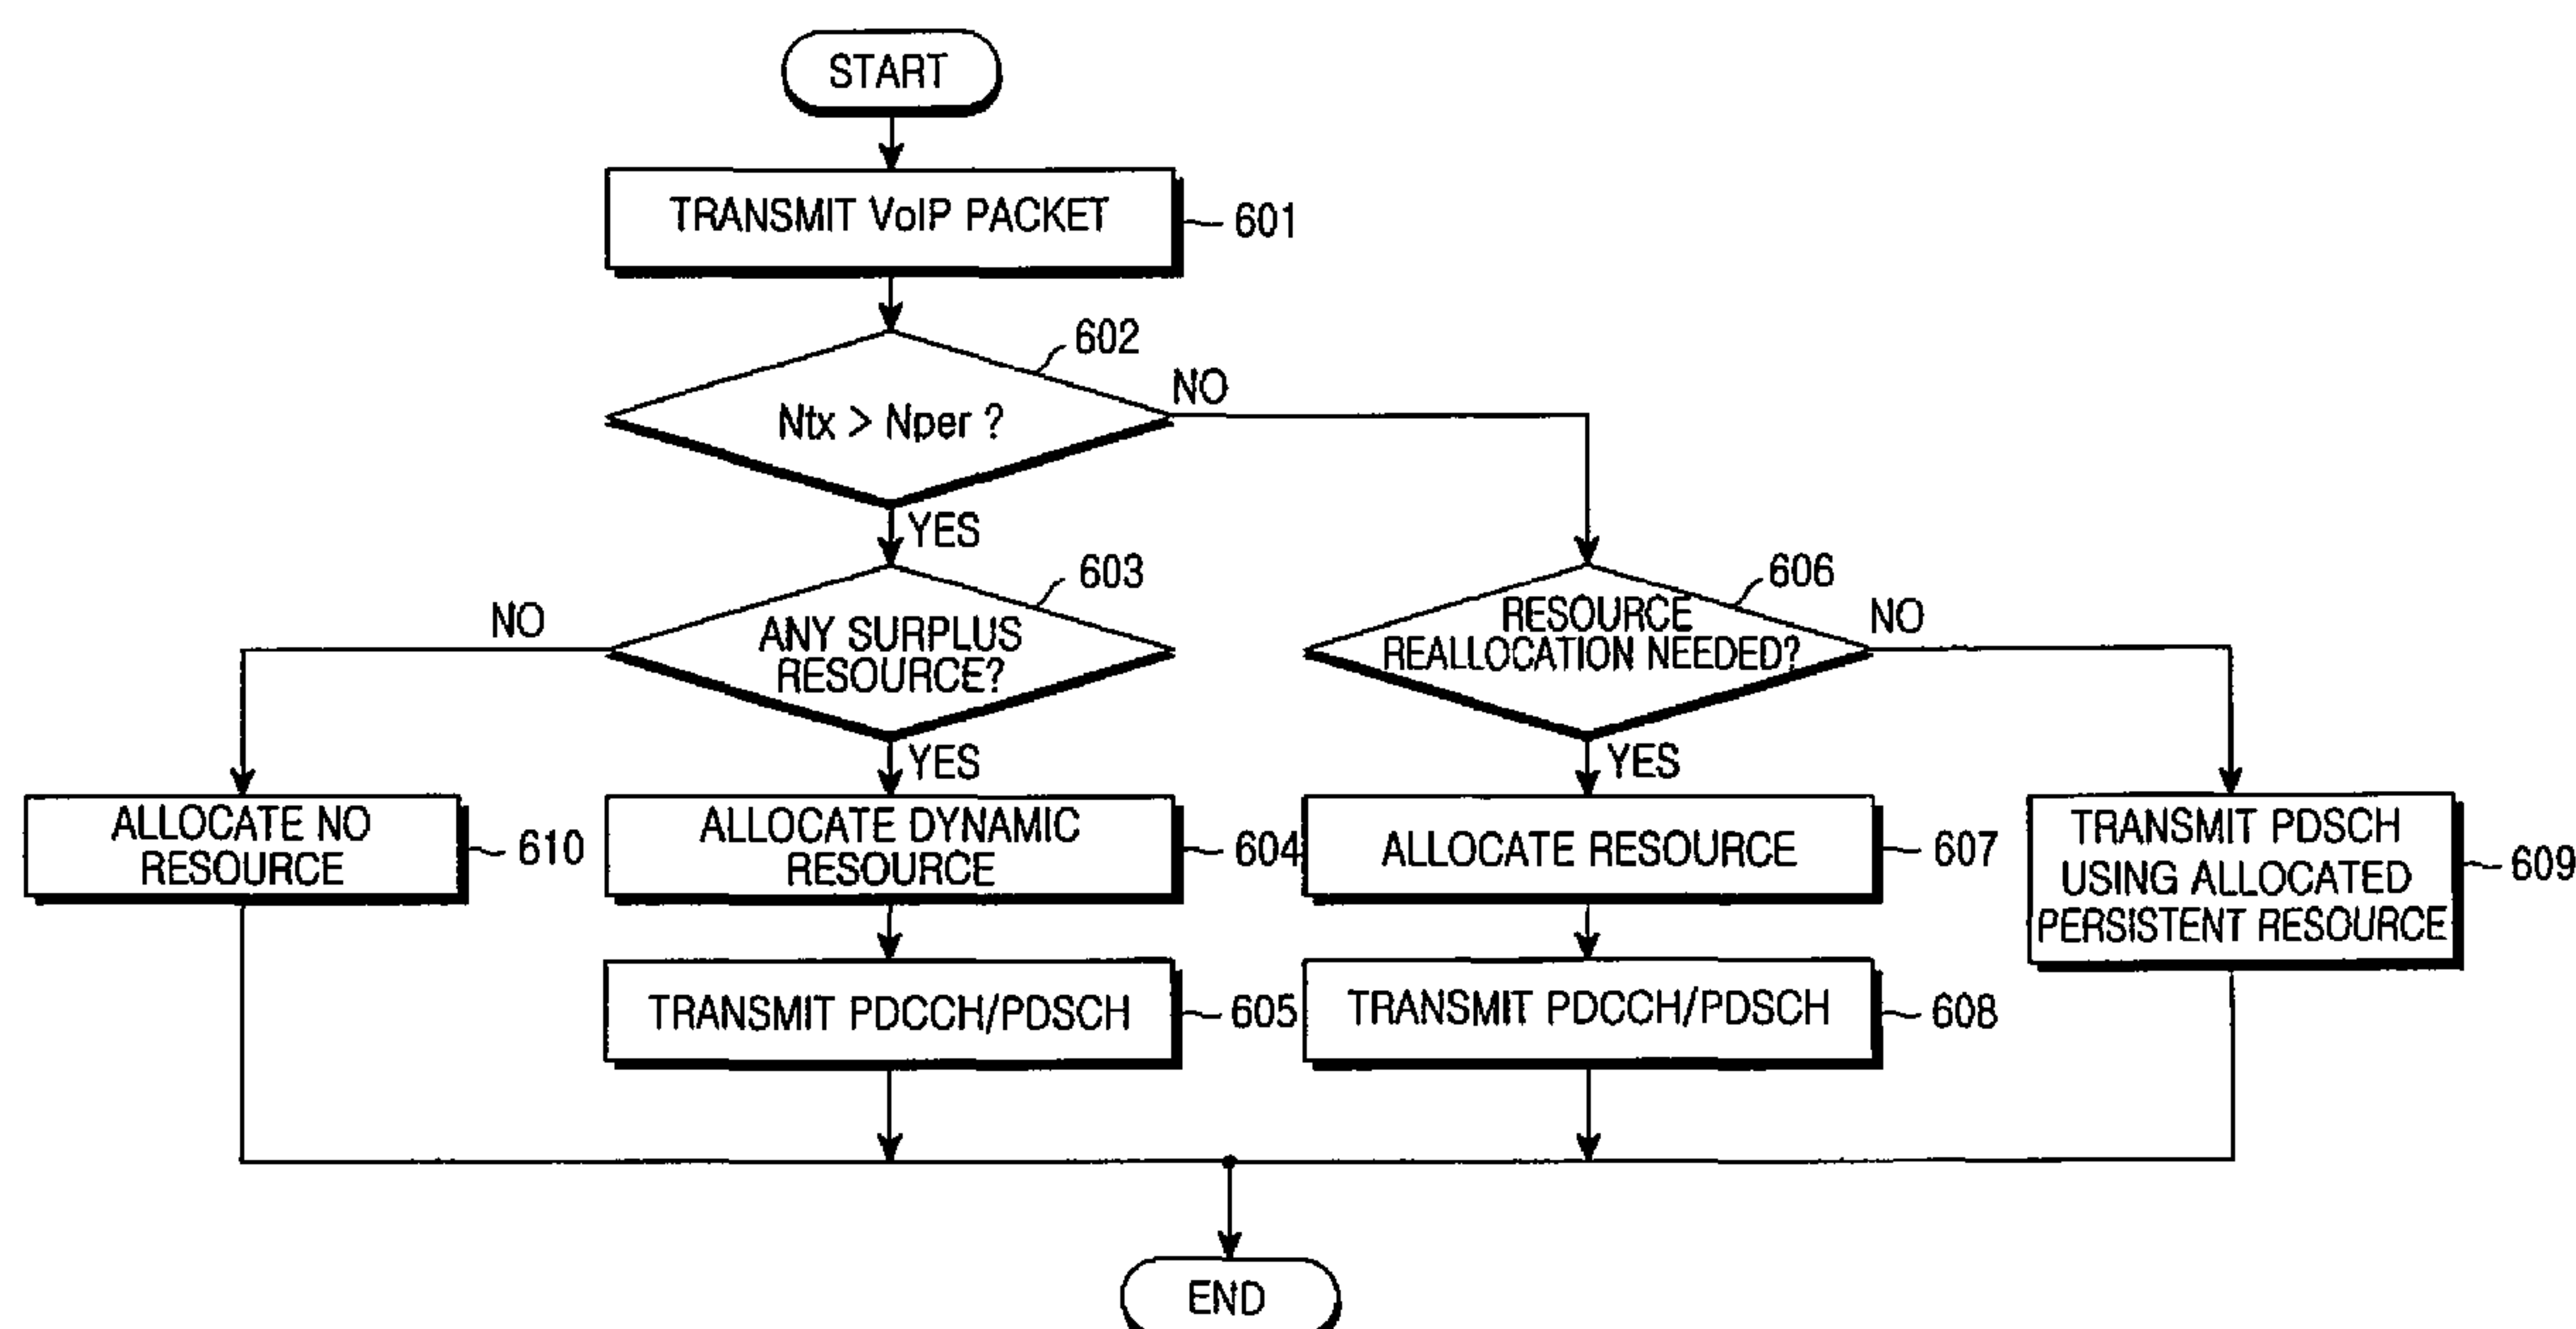 START
TRANSMIT VoIP PACKET
601
602
Ntx > Nper ?
NO
YES
603
ANY SURPLUS
RESOURCE?
NO
YES
606
RESOURCE
REALLOCATION NEEDED?
NO
YES
ALLOCATE NO
RESOURCE
610
ALLOCATE DYNAMIC
RESOURCE
604
ALLOCATE RESOURCE
607
TRANSMIT PDSCH
USING ALLOCATED
PERSISTENT RESOURCE
609
TRANSMIT PDCCH/PDSCH
605
TRANSMIT PDCCH/PDSCH
608
END